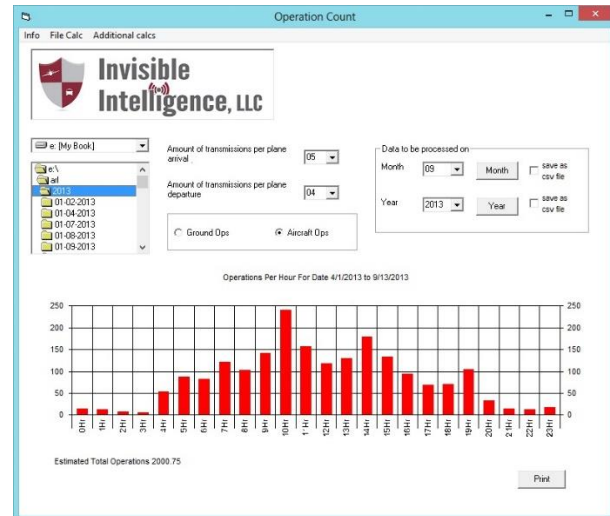 Operation Count
Info File Calc Additional calcs
Invisible
Intelligence, LLC
e: [My Book]
e:\
2013
01-02-2013
01-04-2013
01-07-2013
01-08-2013
01-09-2013
Amount of transmissions per plane
arrival
05
Amount of transmissions per plane
departure
04
Ground Ops Aircraft Ops
Data to be processed on
Month 09 Month save as
csv file
Year 2013 Year save as
csv file
Operations Per Hour For Date 4/1/2013 to 9/13/2013
250 250
200 200
150 150
100 100
50 50
0 0
0Hr 1Hr 2Hr 3Hr 4Hr 5Hr 6Hr 7Hr 8Hr 9Hr 10Hr 11Hr 12Hr 13Hr 14Hr 15Hr 16Hr 17Hr 18Hr 19Hr 20Hr 21Hr 22Hr 23Hr
Estimated Total Operations 2000.75
Print